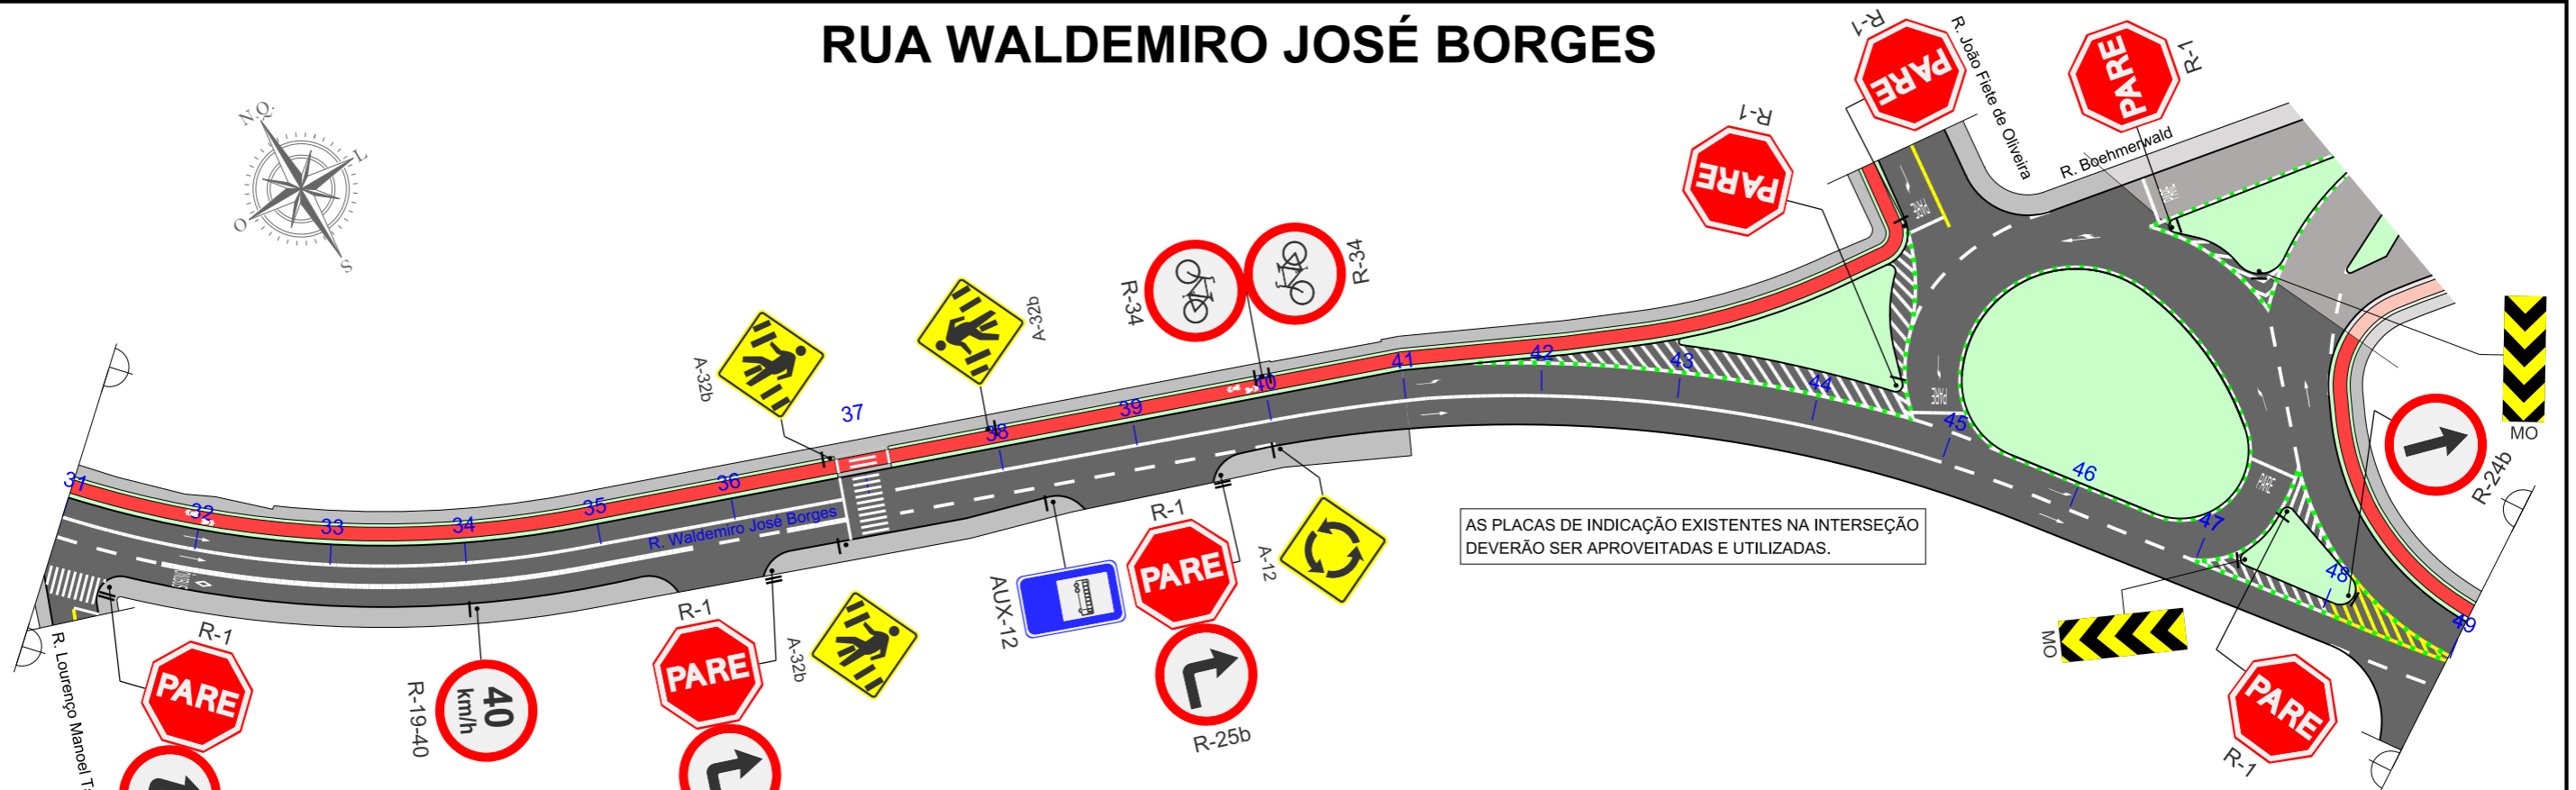 RUA WALDEMIRO JOSÉ BORGES
N.Q.
L
O
S
R-1
PARE
R. João Fiete de Oliveira
PARE
R-1
R. Boehmerwald
R-1
PARE
PARE
PARE
PARE
PARE
R-34
R-34
A-32b
A-32b
31
32
33
34
35
36
37
38
39
40
41
42
43
44
45
46
47
48
49
R. Waldemiro José Borges
ÔNIBUS
AS PLACAS DE INDICAÇÃO EXISTENTES NA INTERSEÇÃO
DEVERÃO SER APROVEITADAS E UTILIZADAS.
MO
R-24b
MO
R-1
PARE
R. Lourenço Manoel
R-1
PARE
R-19-40
40
km/h
R-1
PARE
A-32b
AUX-12
R-1
PARE
R-25b
A-12